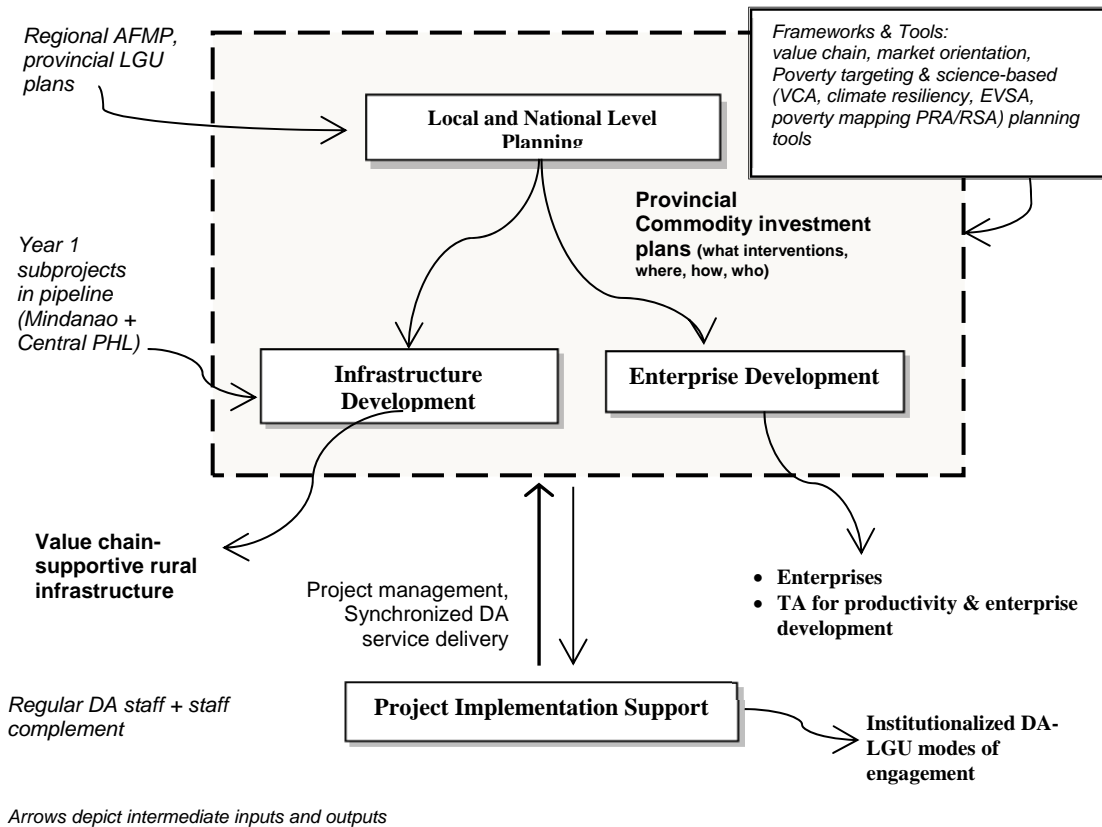 Regional AFMP,
provincial LGU
plans
Frameworks & Tools:
value chain, market orientation,
Poverty targeting & science-based
(VCA, climate resiliency, EVSA,
poverty mapping PRA/RSA) planning
tools
Local and National Level
Planning
Provincial
Commodity investment
plans (what interventions,
where, how, who)
Year 1
subprojects
in pipeline
(Mindanao +
Central PHL)
Infrastructure
Development
Enterprise Development
Value chain-
supportive rural
infrastructure
Project management,
Synchronized DA
service delivery
• Enterprises
• TA for productivity & enterprise
development
Regular DA staff + staff
complement
Project Implementation Support
Institutionalized DA-
LGU modes of
engagement
Arrows depict intermediate inputs and outputs